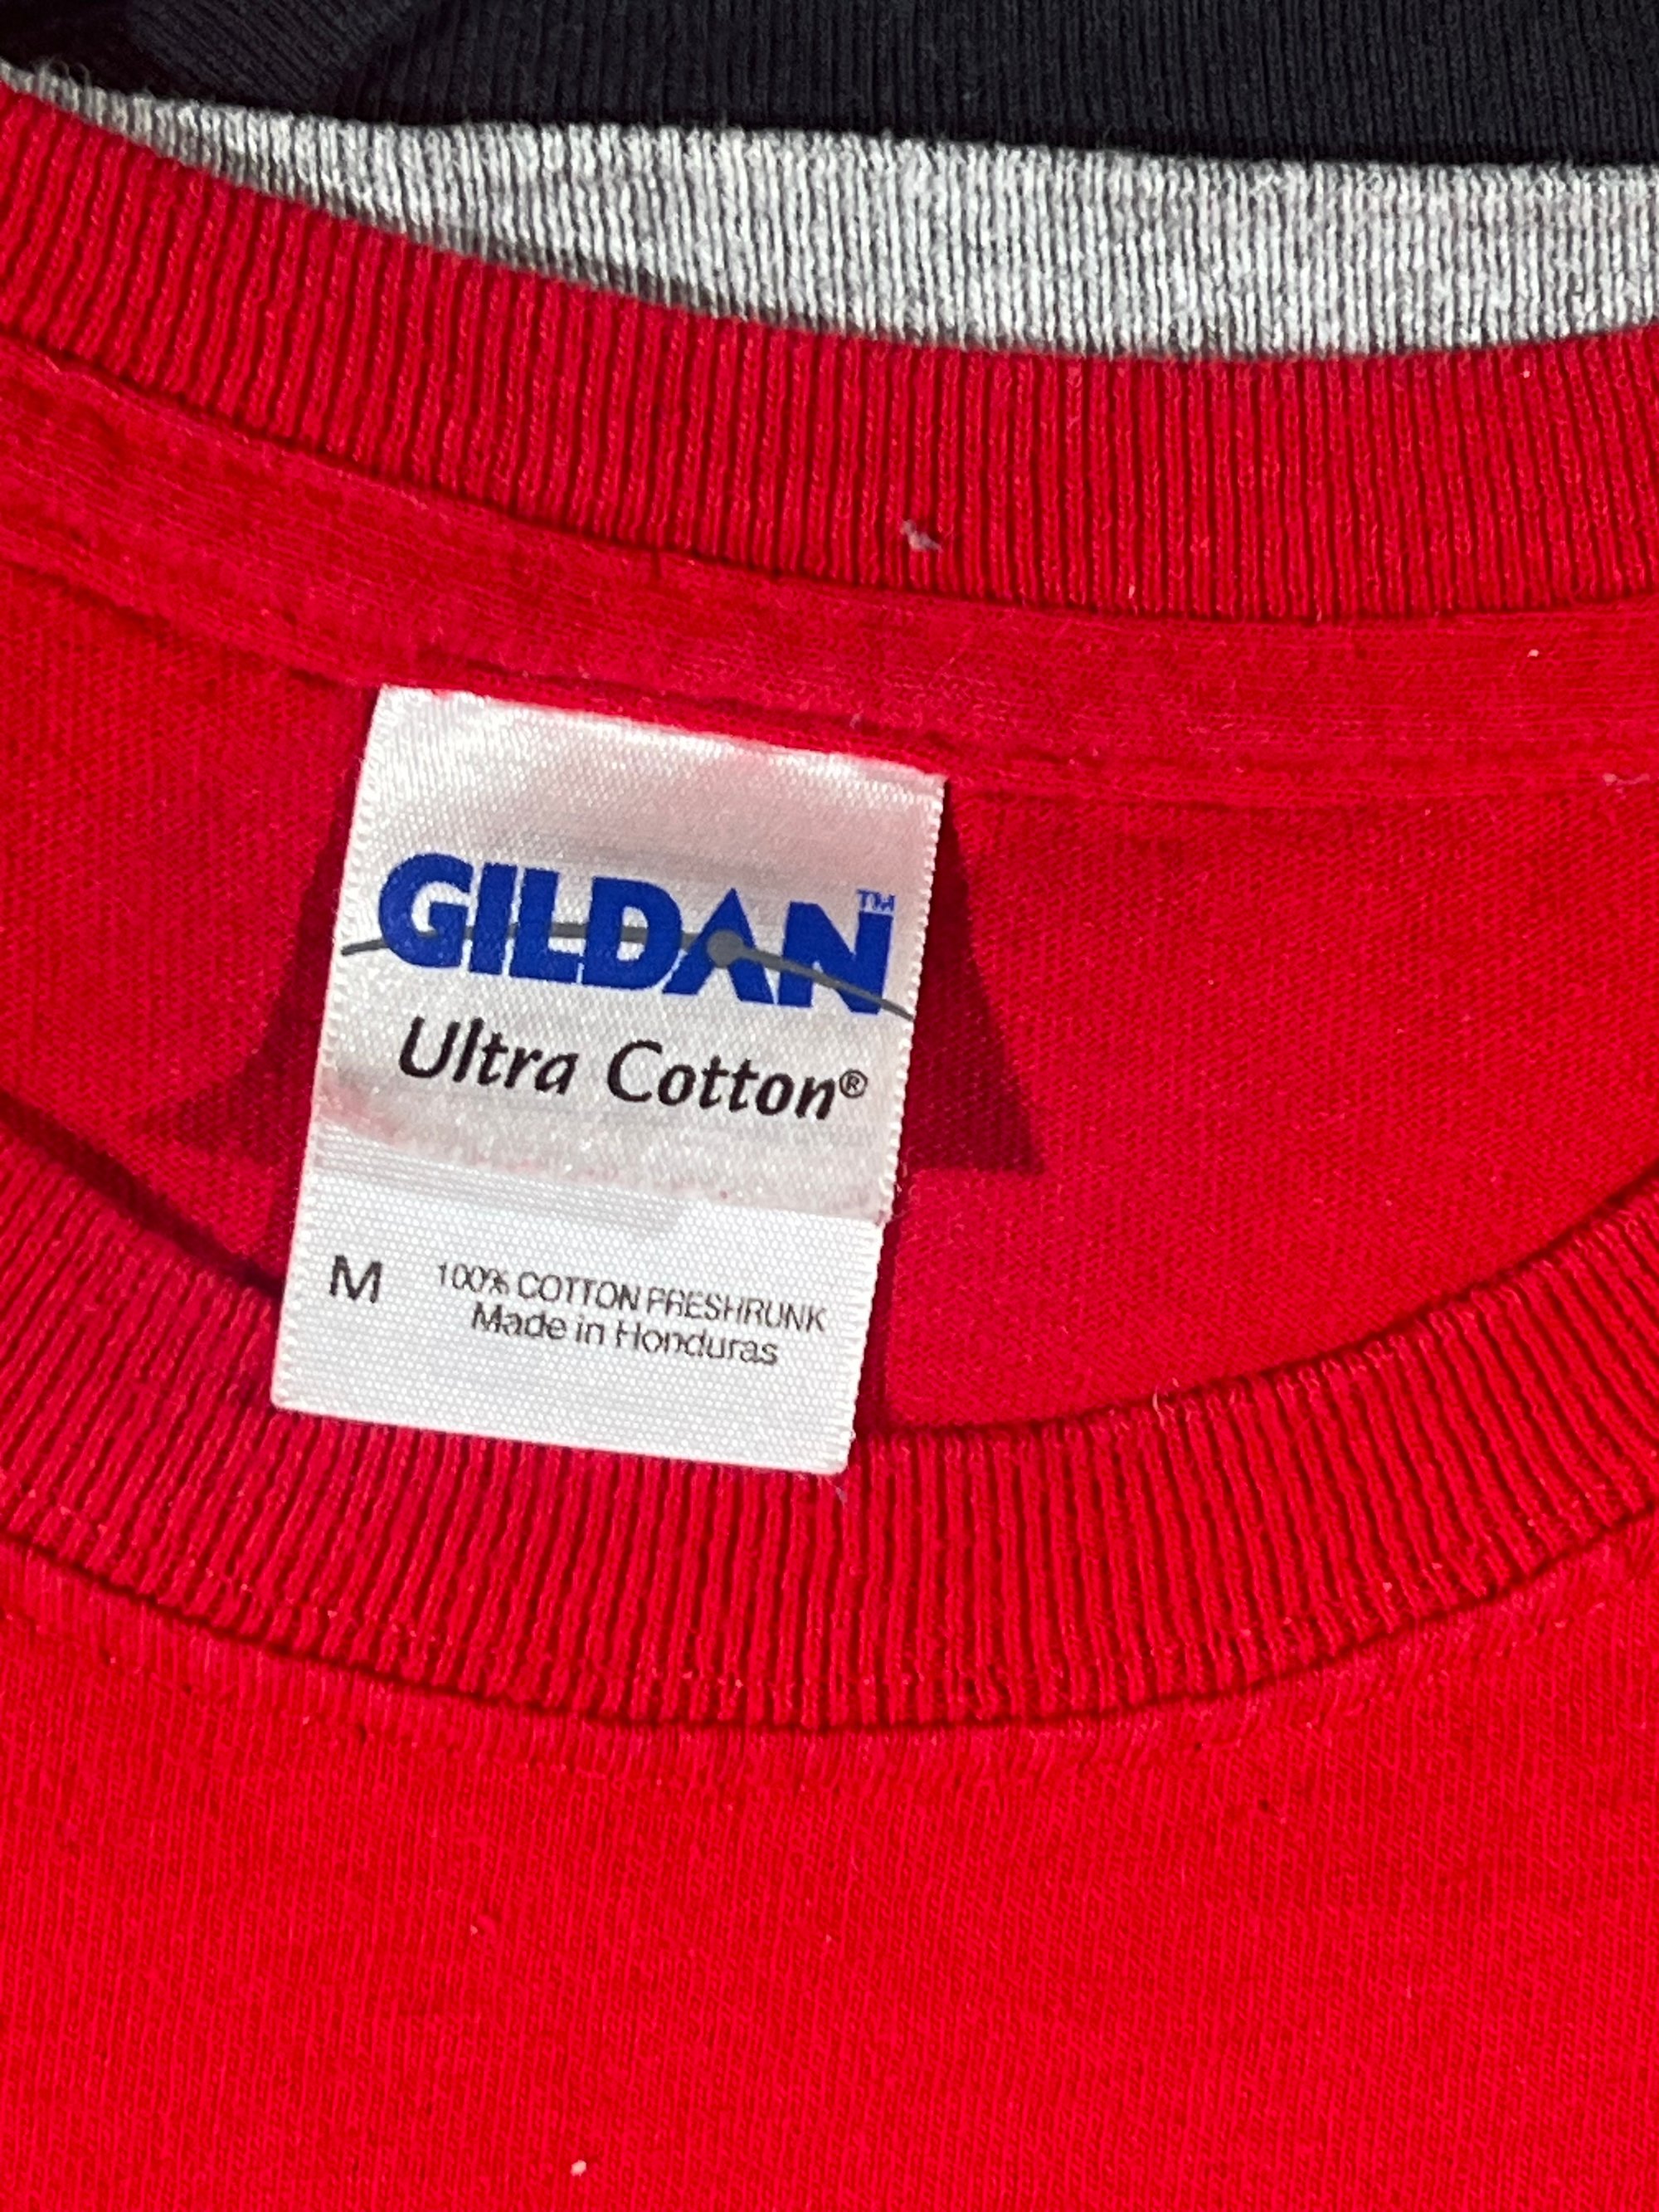 GILDAN™
Ultra Cotton®
M 100% COTTON PRESHRUNK
Made in Honduras